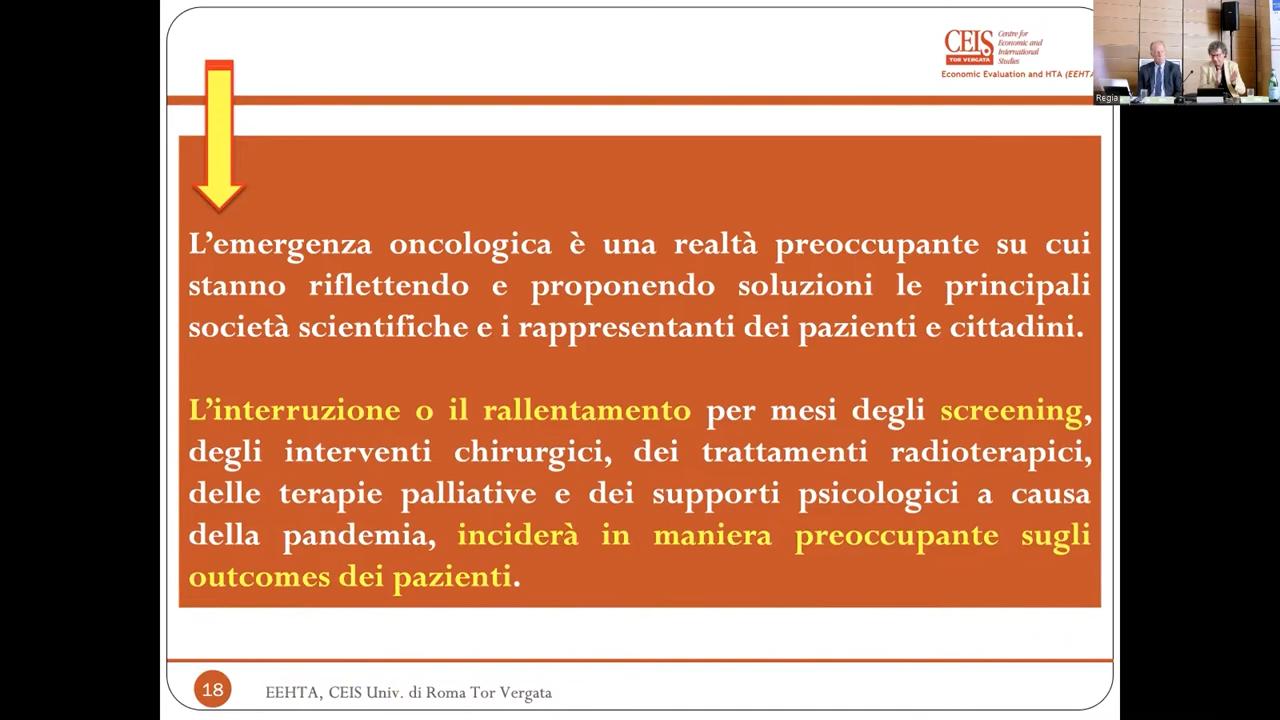 CEIS
TOR VERGATA
Centre for
Economic and
International
Studies
Economic Evaluation and HTA (EEHTA
Regia
L’emergenza oncologica è una realtà preoccupante su cui
stanno riflettendo e proponendo soluzioni le principali
società scientifiche e i rappresentanti dei pazienti e cittadini.
L’interruzione o il rallentamento per mesi degli screening,
degli interventi chirurgici, dei trattamenti radioterapici,
delle terapie palliative e dei supporti psicologici a causa
della pandemia, inciderà in maniera preoccupante sugli
outcomes dei pazienti.
18
EEHTA, CEIS Univ. di Roma Tor Vergata